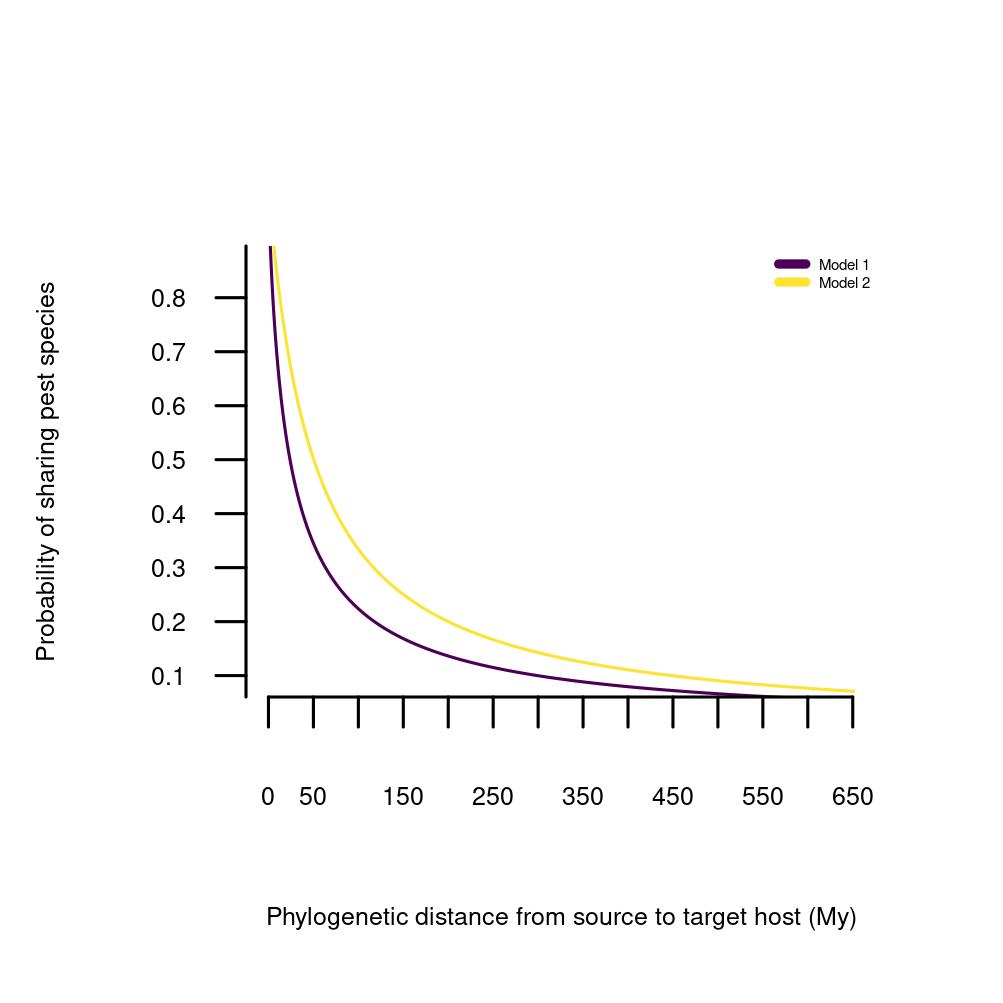 Model 1
Model 2
Probability of sharing pest species
0.8
0.7
0.6
0.5
0.4
0.3
0.2
0.1
0 50 150 250 350 450 550 650
Phylogenetic distance from source to target host (My)